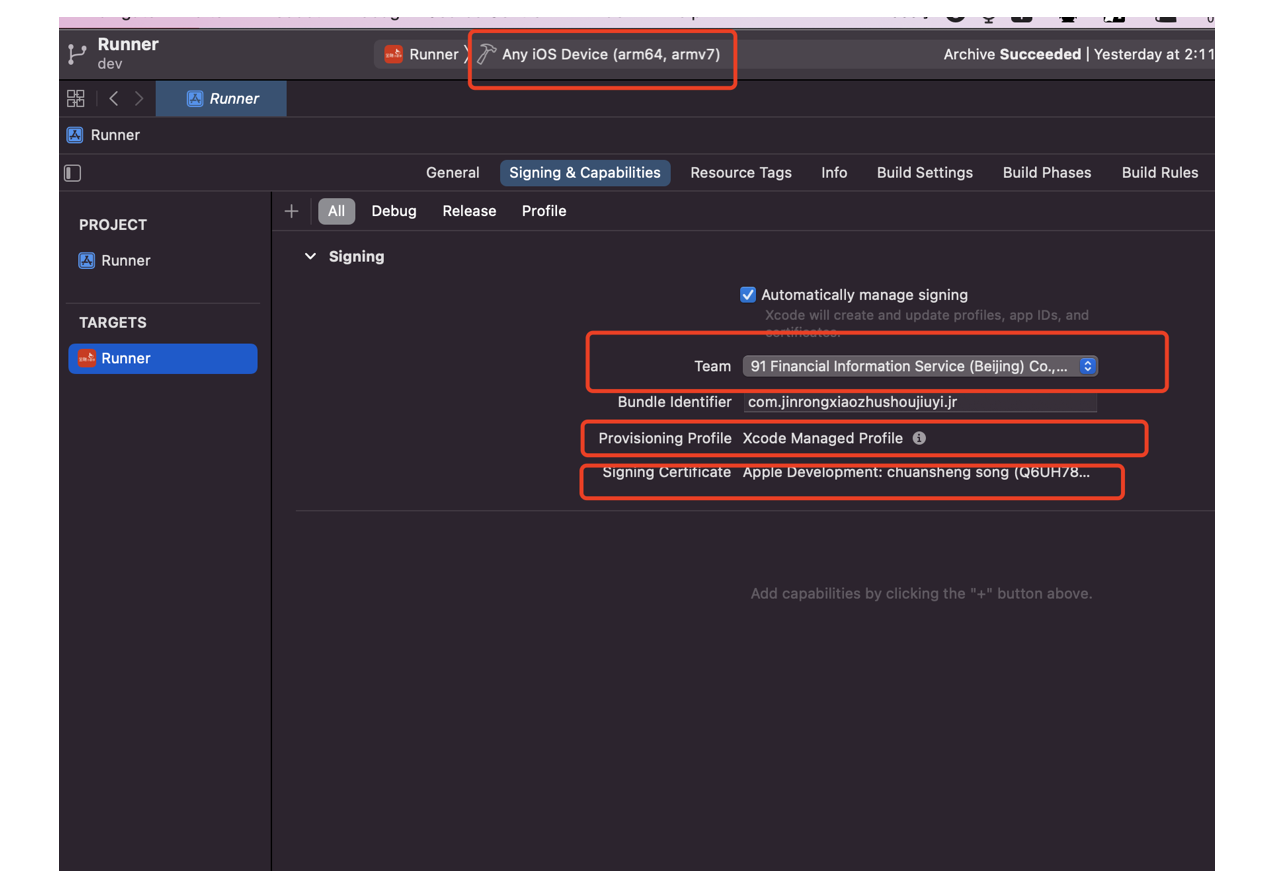 Runner
dev
Runner 〉 Any iOS Device (arm64, armv7)
Archive Succeeded | Yesterday at 2:11
Runner
Runner
General Signing & Capabilities Resource Tags Info Build Settings Build Phases Build Rules
+ All Debug Release Profile
PROJECT
Runner
TARGETS
Runner
Signing
Automatically manage signing
Xcode will create and update profiles, app IDs, and
certificates.
Team 91 Financial Information Service (Beijing) Co.,...
Bundle Identifier com.jinrongxiaozhushoujiuyi.jr
Provisioning Profile Xcode Managed Profile
Signing Certificate Apple Development: chuansheng song (Q6UH78...
Add capabilities by clicking the "+" button above.